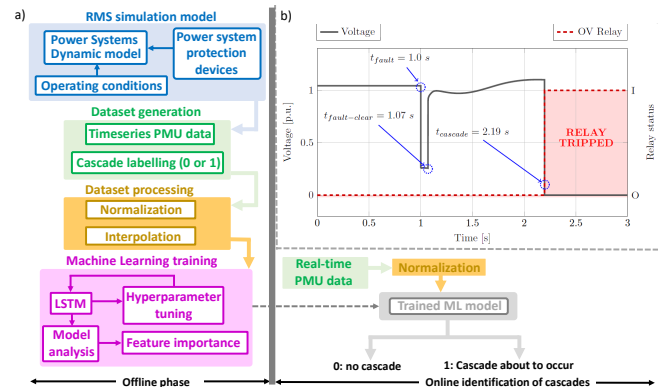 a)
RMS simulation model
Power Systems
Dynamic model
Power system
protection
devices
Operating conditions
Dataset generation
Timeseries PMU data
Cascade labelling (0 or 1)
Dataset processing
Normalization
Interpolation
Machine Learning training
LSTM
Hyperparameter
tuning
Model
analysis
Feature importance
Offline phase
b)
Voltage
OV Relay
t_fault = 1.0 s
t_fault−clear = 1.07 s
t_cascade = 2.19 s
RELAY
TRIPPED
Voltage [p.u.]
1
0.5
0
Relay status
I
O
0 0.5 1 1.5 2 2.5 3
Time [s]
Real-time
PMU data
Normalization
Trained ML model
0: no cascade
1: Cascade about to occur
Online identification of cascades